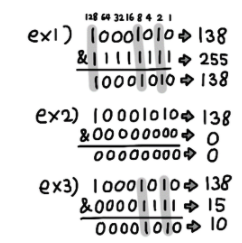 128 64 32 16 8 4 2 1
ex1) 10001010 → 138
& 11111111 → 255
10001010 → 138
ex2) 10001010 → 138
& 00000000 → 0
00000000 → 0
ex3) 10001010 → 138
& 00001111 → 15
00001010 → 10